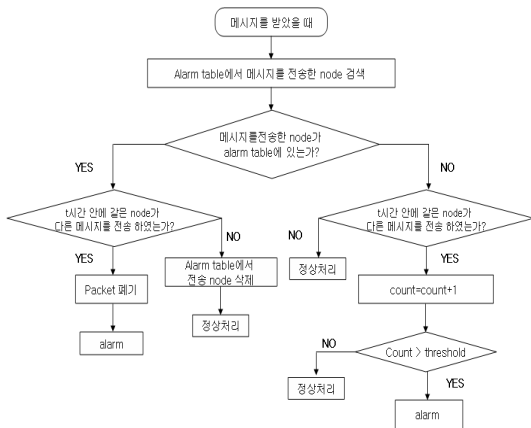 메시지를 받았을 때
Alarm table에서 메시지를 전송한 node 검색
메시지를전송한 node가
alarm table에 있는가?
YES
NO
t시간 안에 같은 node가
다른 메시지를 전송 하였는가?
t시간 안에 같은 node가
다른 메시지를 전송 하였는가?
YES
NO
NO
YES
Packet 폐기
Alarm table에서
전송 node 삭제
정상처리
count=count+1
alarm
정상처리
NO
Count > threshold
YES
정상처리
alarm